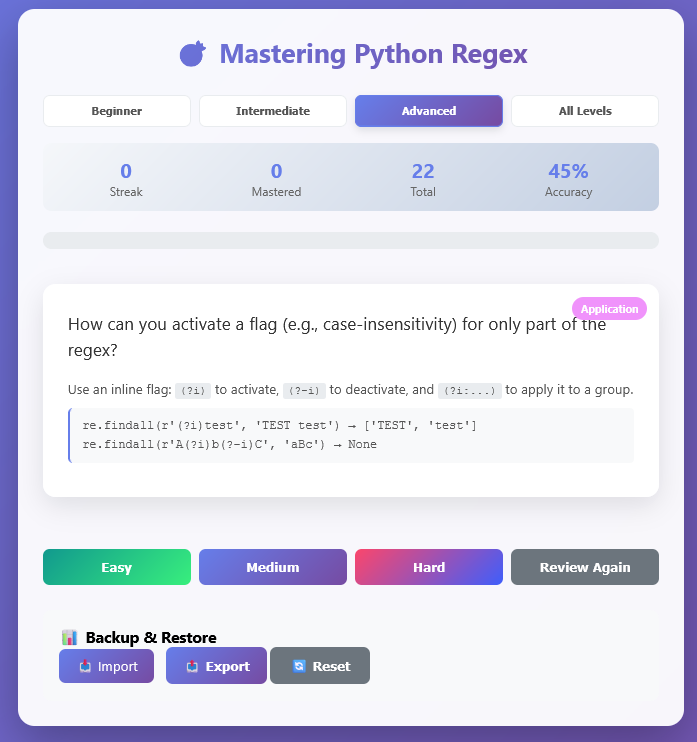 Mastering Python Regex
Beginner Intermediate Advanced All Levels
0 0 22 45%
Streak Mastered Total Accuracy
Application
How can you activate a flag (e.g., case-insensitivity) for only part of the
regex?
Use an inline flag: (?i) to activate, (?-i) to deactivate, and (?i:...) to apply it to a group.
re.findall(r'(?i)test', 'TEST test') → ['TEST', 'test']
re.findall(r'A(?i)b(?-i)C', 'aBc') → None
Easy Medium Hard Review Again
Backup & Restore
Import Export Reset